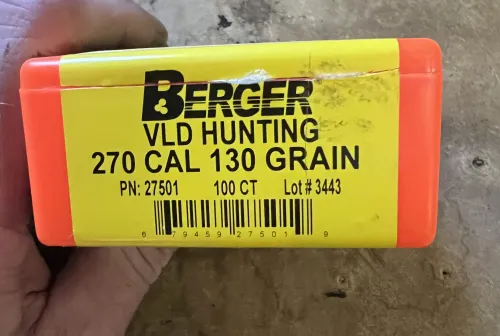 BERGER
VLD HUNTING
270 CAL 130 GRAIN
PN: 27501 100 CT Lot # 3443
6 79459 27501 9